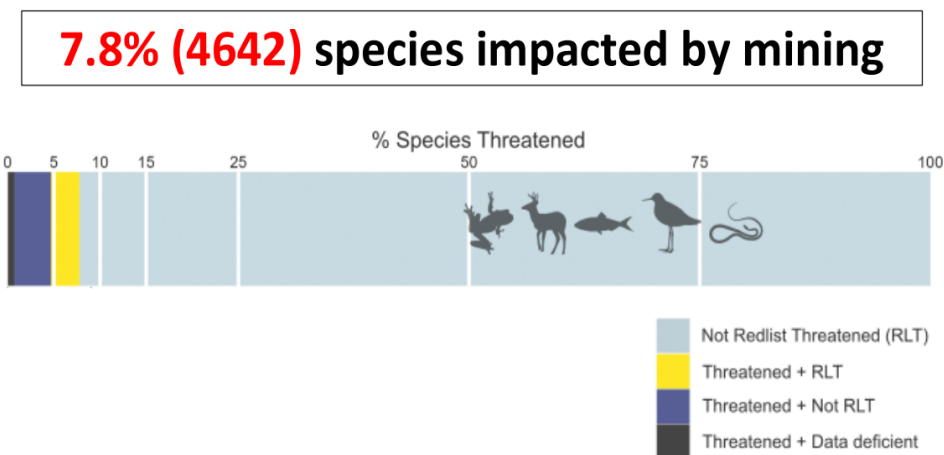 7.8% (4642) species impacted by mining
% Species Threatened
0 5 10 15 25 50 75 100
Not Redlist Threatened (RLT)
Threatened + RLT
Threatened + Not RLT
Threatened + Data deficient